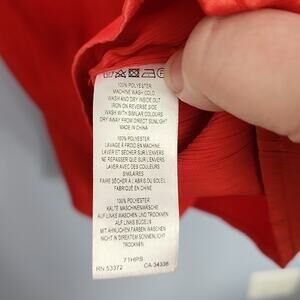 100% POLYESTER
MACHINE WASH COLD
WASH AND DRY INSIDE OUT
IRON ON REVERSE SIDE
WASH WITH SIMILAR COLOURS
DRY AWAY FROM DIRECT SUNLIGHT
MADE IN CHINA
100% POLYESTER
LAVAGE À FROID EN MACHINE
LAVER ET SÉCHER SUR L'ENVERS
NE REPASSER QUE SUR L'ENVERS
LAVER AVEC DES COULEURS
SIMILAIRES
FAIRE SÉCHER À L'ABRIS DU SOLEIL
FABRIQUÉ EN CHINE
100% POLYESTER
KALTE MASCHINENWÄSCHE
AUF LINKS WASCHEN UND TROCKNEN
AUF LINKS BÜGELN
MIT ÄHNLICHEN FARBEN WASCHEN
NICHT IN DIREKTEM SONNENLICHT
TROCKNEN
71HPS
RN 53372 CA 34336